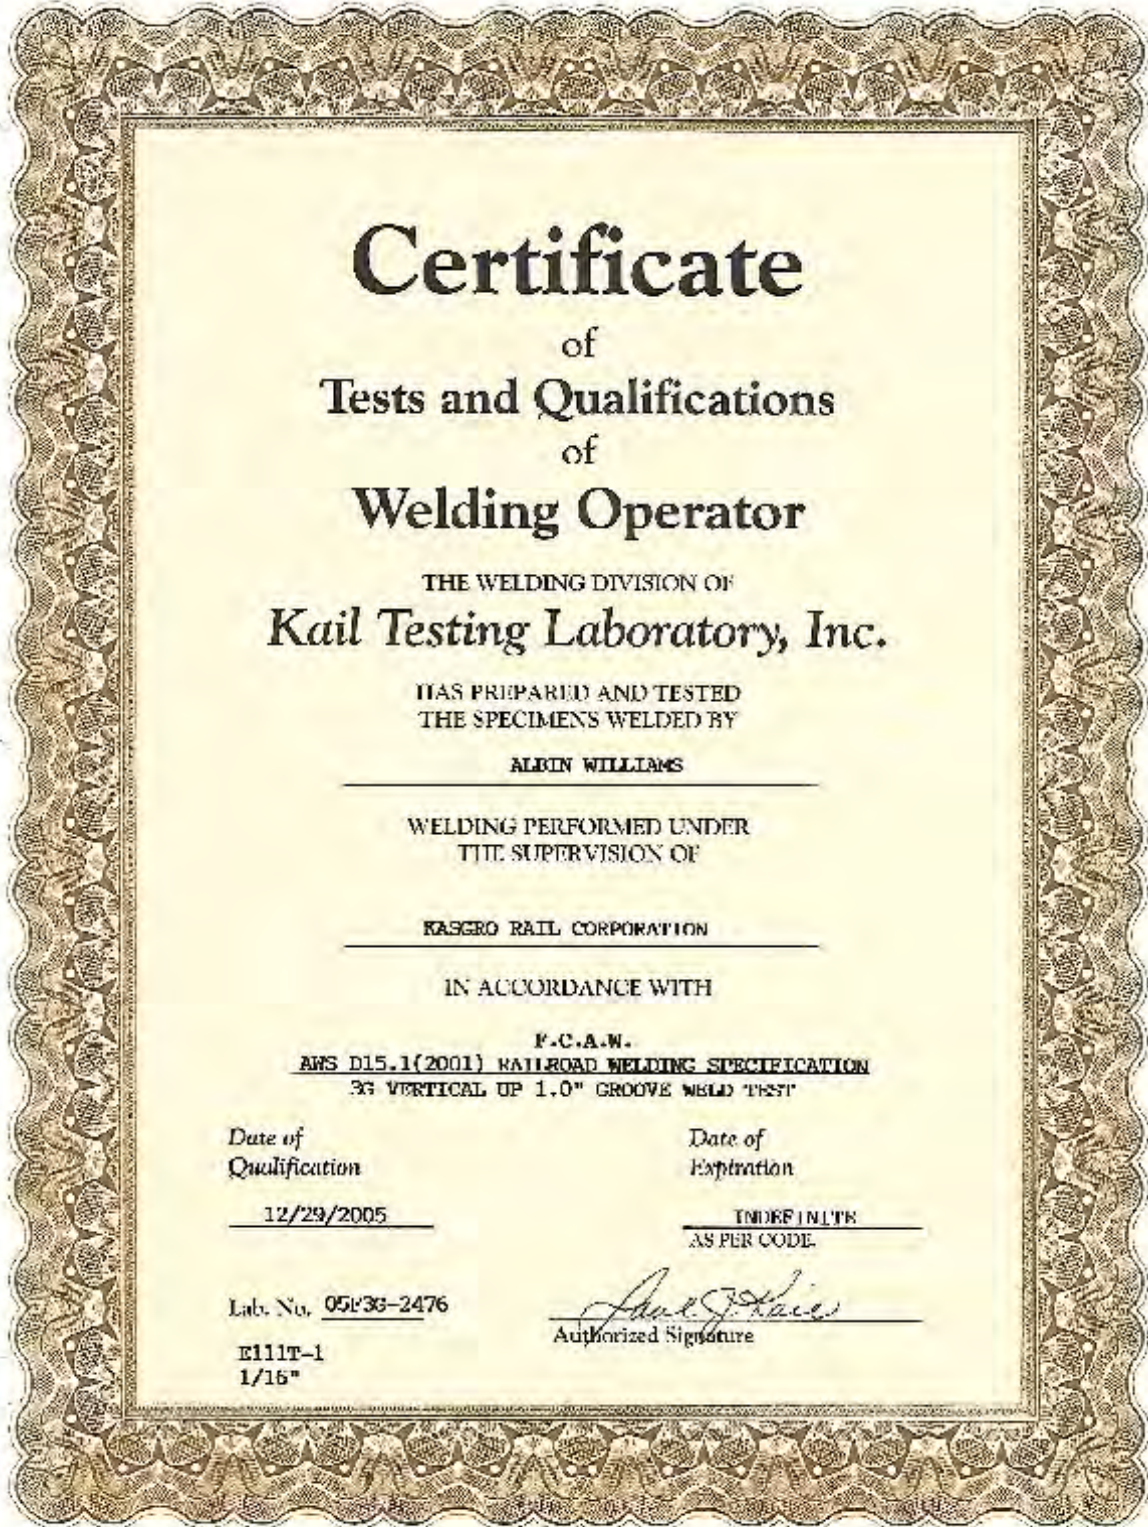 Certificate
of
Tests and Qualifications
of
Welding Operator
THE WELDING DIVISION OF
Kail Testing Laboratory, Inc.
HAS PREPARED AND TESTED
THE SPECIMENS WELDED BY
ALBIN WILLIAMS
WELDING PERFORMED UNDER
THE SUPERVISION OF
KASGRO RAIL CORPORATION
IN ACCORDANCE WITH
F.C.A.W.
AWS D15.1(2001) RAILROAD WELDING SPECIFICATION
3G VERTICAL UP 1.0" GROOVE WELD TEST
Date of
Qualification
Date of
Expiration
12/29/2005
INDEFINITE
AS PER CODE.
Lab. No. 05F3G-2476
Authorized Signature
E111T-1
1/16"